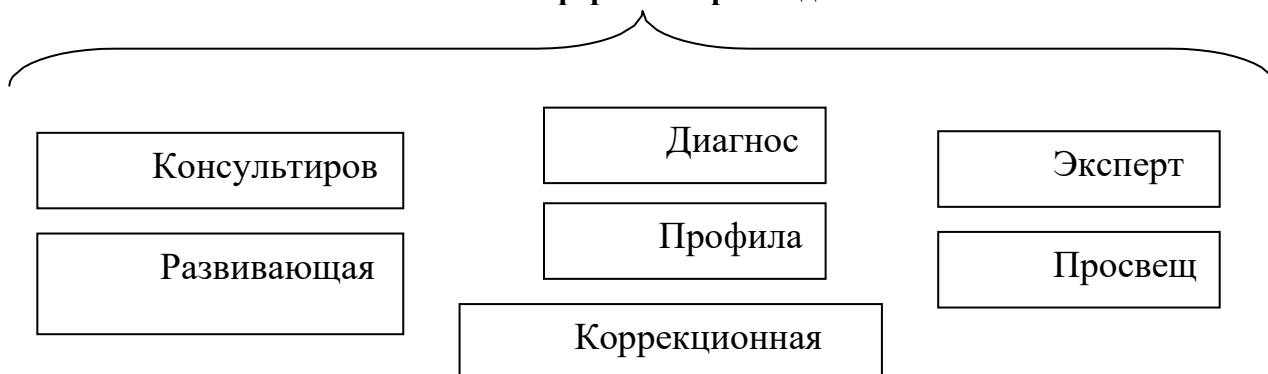 Консультиров
Развивающая
Диагнос
Профила
Коррекционная
Эксперт
Просвещ